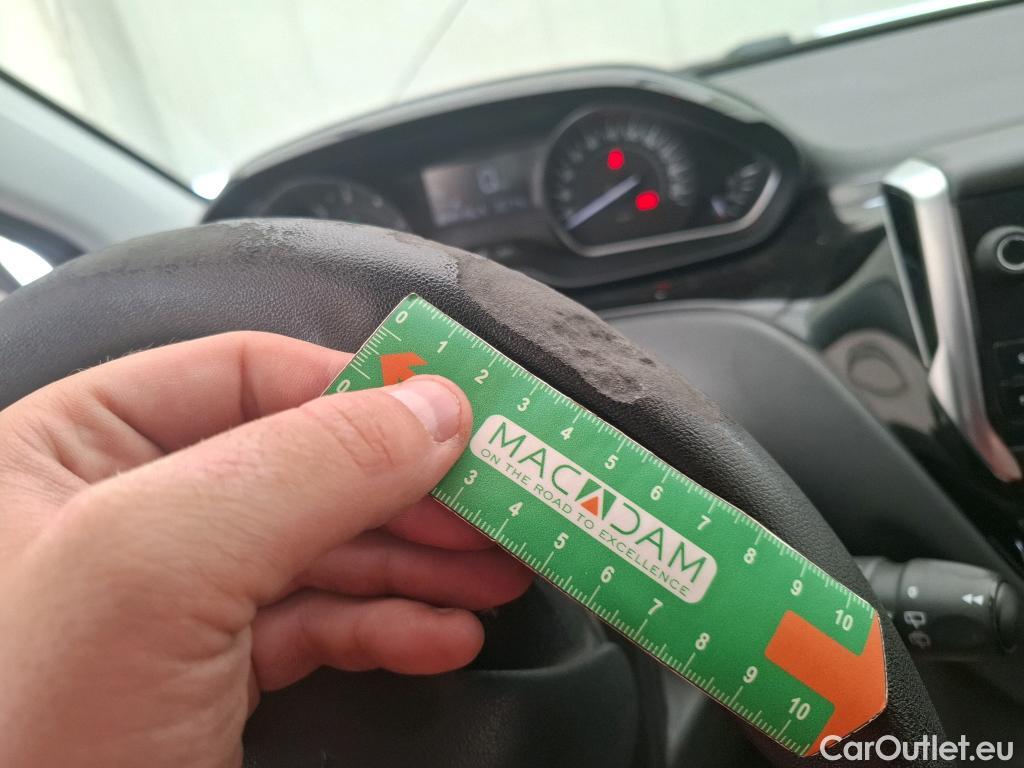 0 1 2 3 4 5 6 7 8 9 10
MACADAM
ON THE ROAD TO EXCELLENCE
0 3 4 5 6 7 8 9 10
CarOutlet.eu